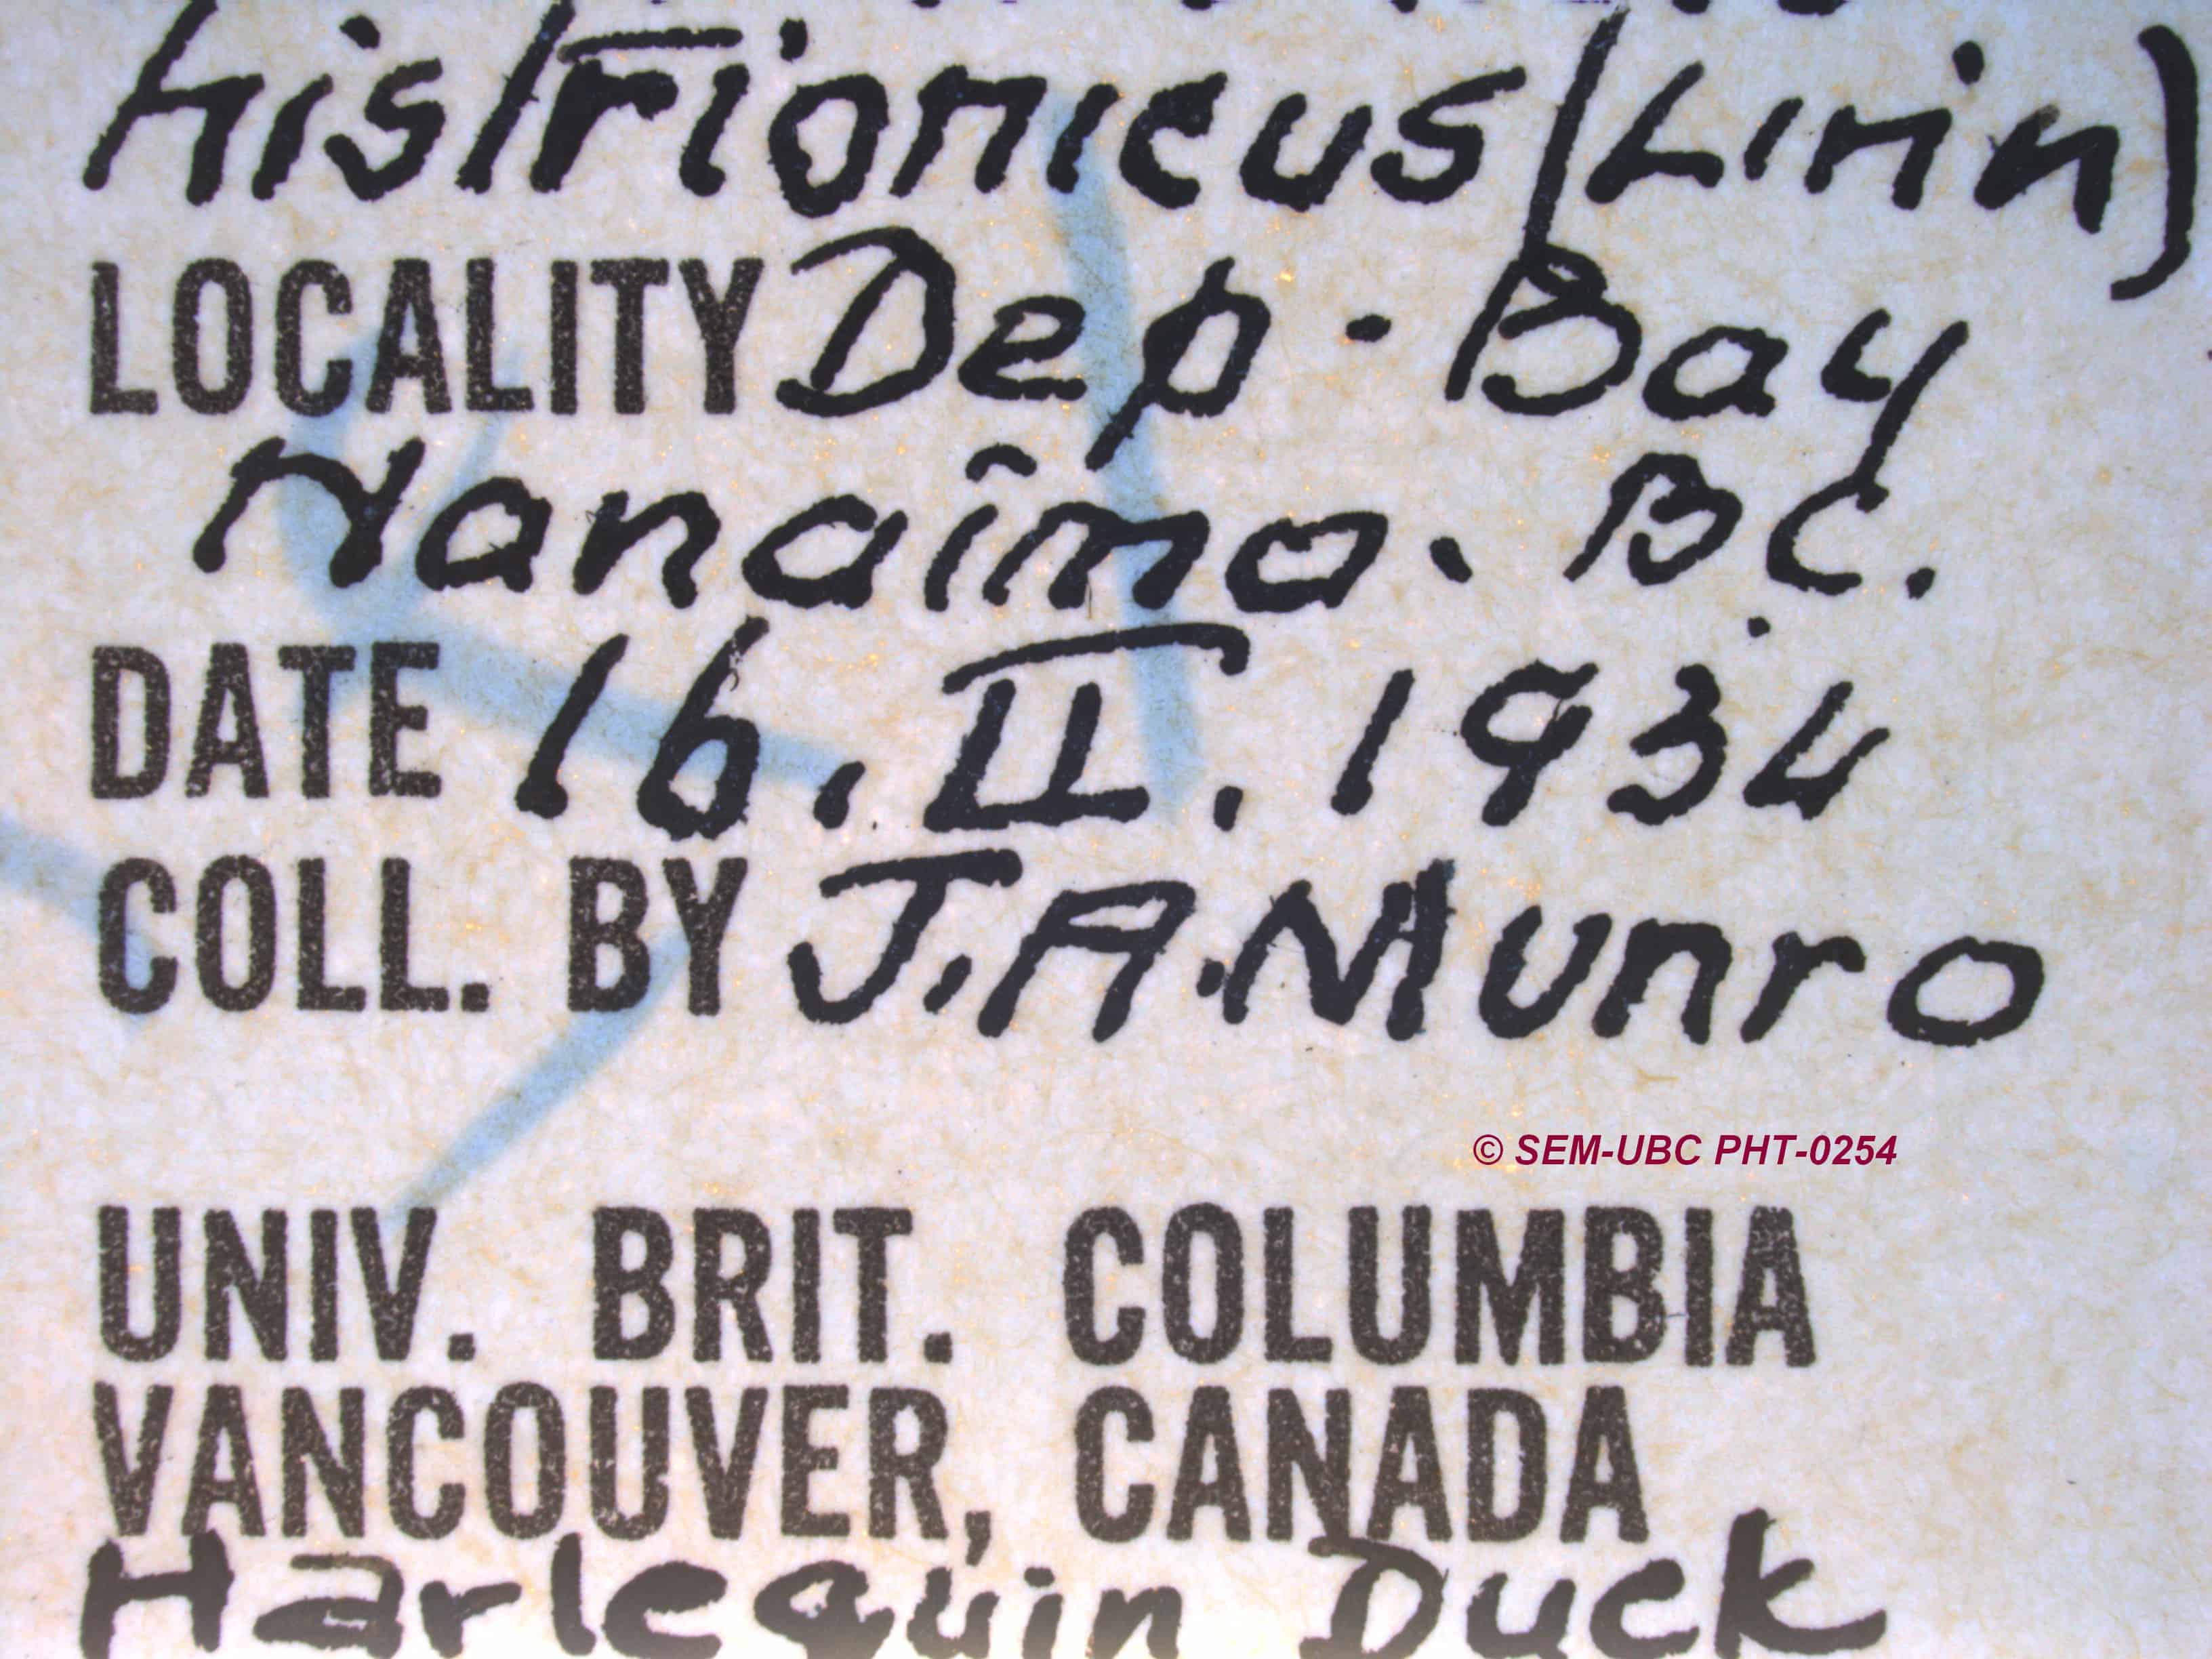 histrionicus (Linn)
LOCALITY Dep. Bay
Nanaimo. BC.
DATE 16. II. 1934
COLL. BY J.A. Munro
© SEM-UBC PHT-0254
UNIV. BRIT. COLUMBIA
VANCOUVER, CANADA
Harlequin Duck